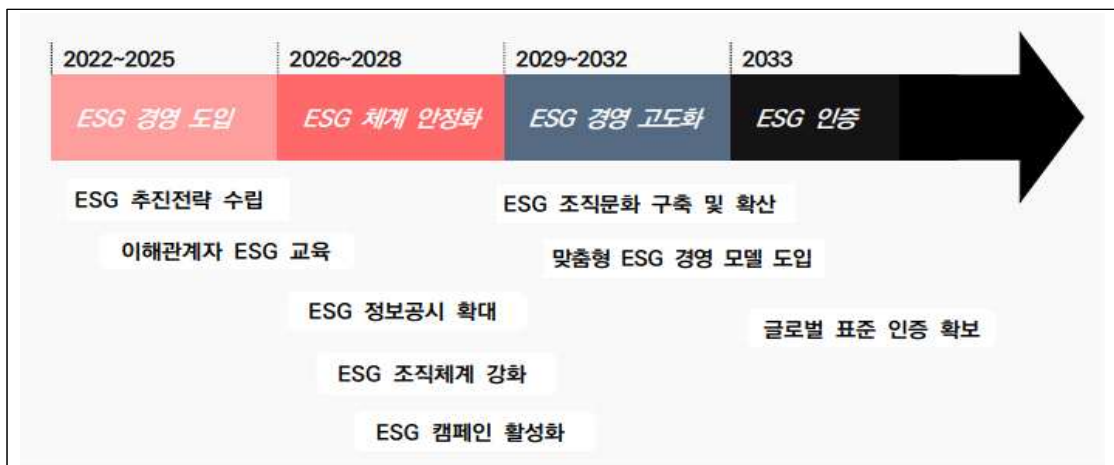 2022~2025
2026~2028
2029~2032
2033
ESG 경영 도입
ESG 체계 안정화
ESG 경영 고도화
ESG 인증
ESG 추진전략 수립
ESG 조직문화 구축 및 확산
이해관계자 ESG 교육
맞춤형 ESG 경영 모델 도입
ESG 정보공시 확대
글로벌 표준 인증 확보
ESG 조직체계 강화
ESG 캠페인 활성화